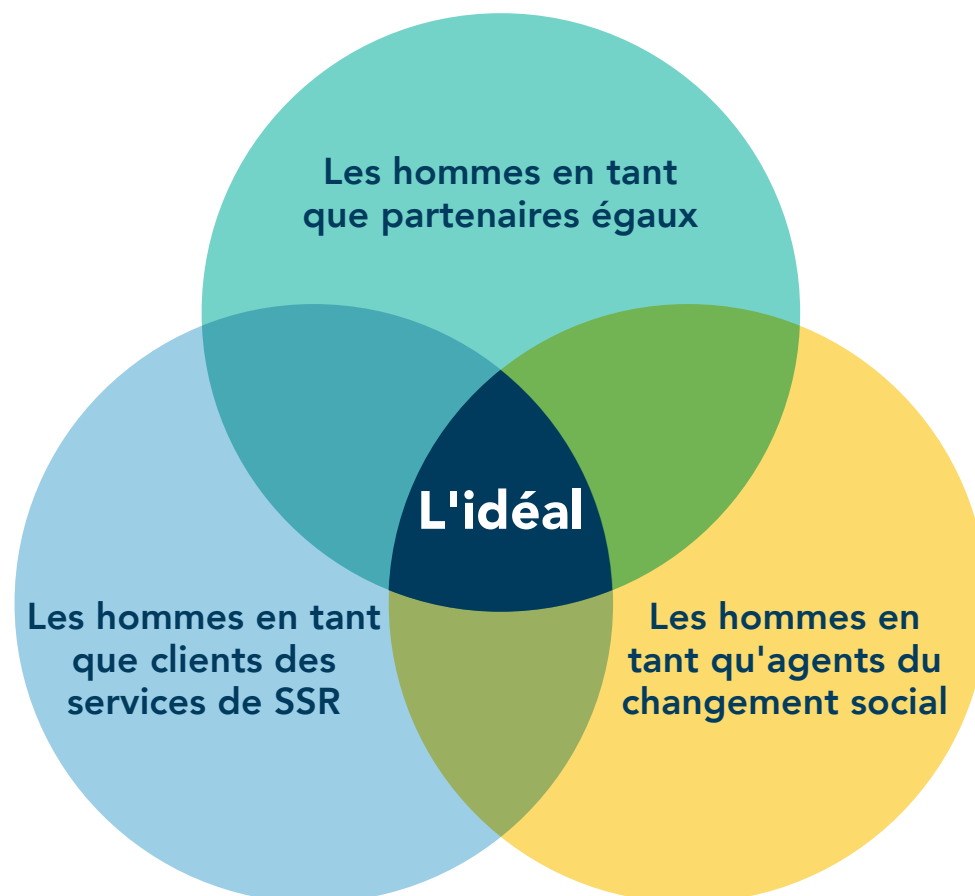 Les hommes en tant
que partenaires égaux
L'idéal
Les hommes en tant
que clients des
services de SSR
Les hommes en
tant qu'agents du
changement social